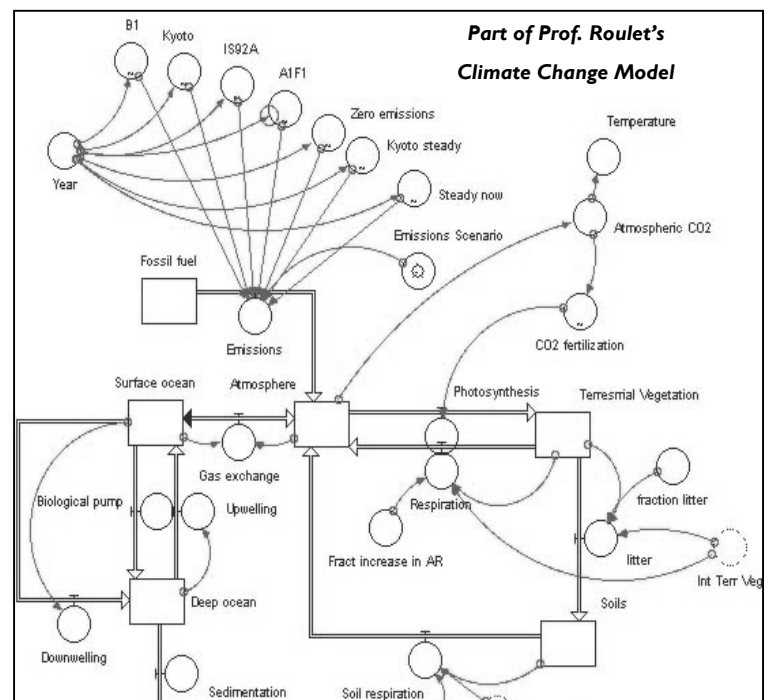 Part of Prof. Roulet's
Climate Change Model
B1
Kyoto
IS92A
A1F1
Zero emissions
Kyoto steady
Steady now
Year
Temperature
Atmospheric CO2
Emissions Scenario
Fossil fuel
Emissions
CO2 fertilization
Surface ocean
Atmosphere
Photosynthesis
Terresmial Vegetation
Gas exchange
Biological pump
Upwelling
Respiration
fraction litter
Fract increase in AR
litter
Int Terr Veg
Deep ocean
Soils
Downwelling
Sedimentation
Soil respiration